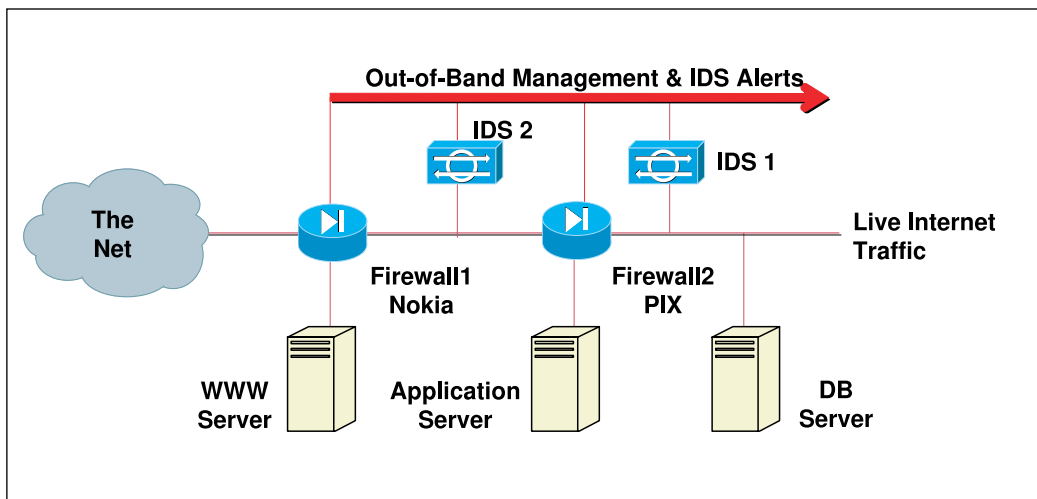 Out-of-Band Management & IDS Alerts
IDS 2
IDS 1
The
Net
Live Internet
Traffic
Firewall1
Nokia
Firewall2
PIX
WWW
Server
Application
Server
DB
Server